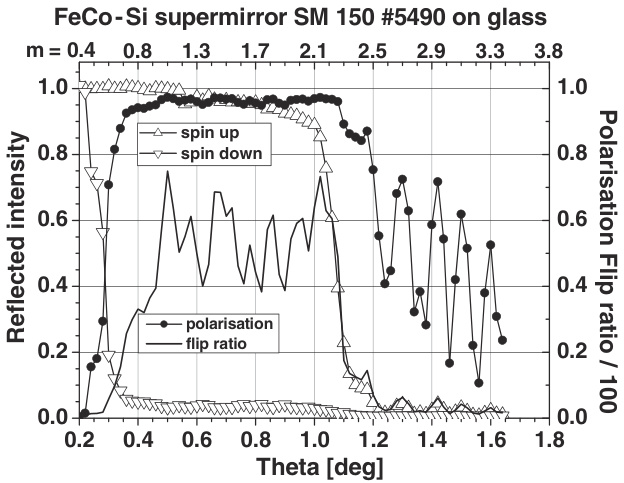 FeCo-Si supermirror SM 150 #5490 on glass
m = 0.4 0.8 1.3 1.7 2.1 2.5 2.9 3.3 3.8
1.0 1.0
0.8 0.8
0.6 0.6
0.4 0.4
0.2 0.2
0.0 0.0
Reflected intensity
spin up
spin down
polarisation
flip ratio
Polarisation Flip ratio / 100
0.2 0.4 0.6 0.8 1.0 1.2 1.4 1.6 1.8
Theta [deg]